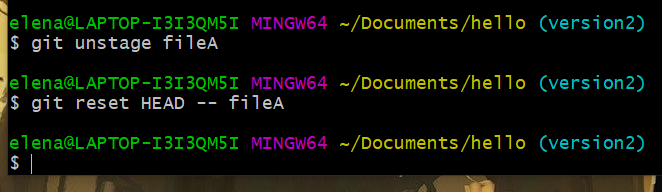 elena@LAPTOP-I3I3QM5I MINGW64 ~/Documents/hello (version2)
$ git unstage fileA
elena@LAPTOP-I3I3QM5I MINGW64 ~/Documents/hello (version2)
$ git reset HEAD -- fileA
elena@LAPTOP-I3I3QM5I MINGW64 ~/Documents/hello (version2)
$